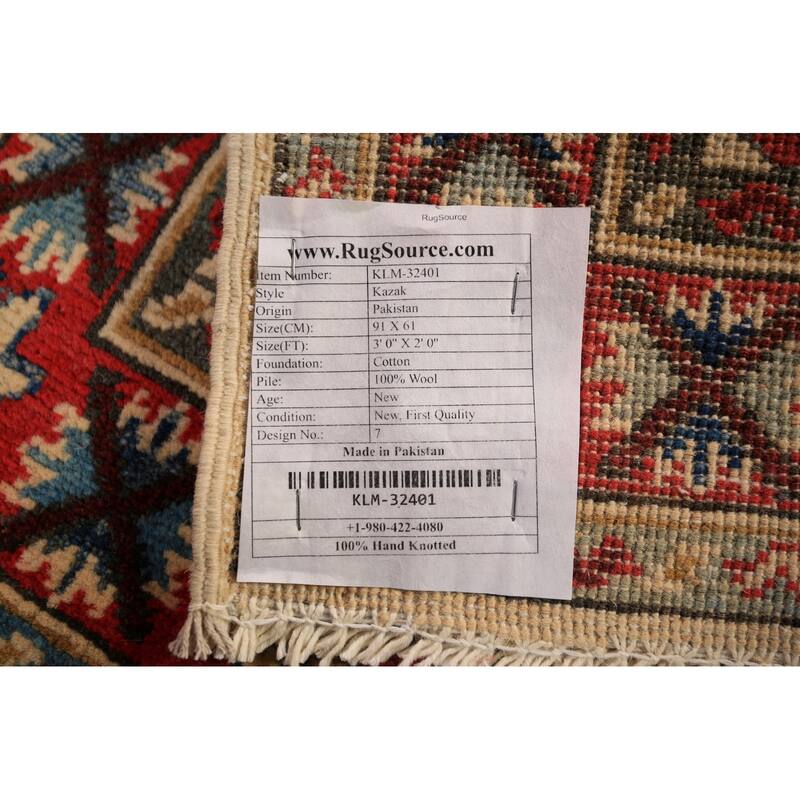 RugSource
www.RugSource.com
Item Number: KLM-32401
Style Kazak
Origin Pakistan
Size(CM): 91 X 61
Size(FT): 3' 0" X 2' 0"
Foundation: Cotton
Pile: 100% Wool
Age: New
Condition: New, First Quality
Design No.: 7
Made in Pakistan
KLM-32401
+1-980-422-4080
100% Hand Knotted